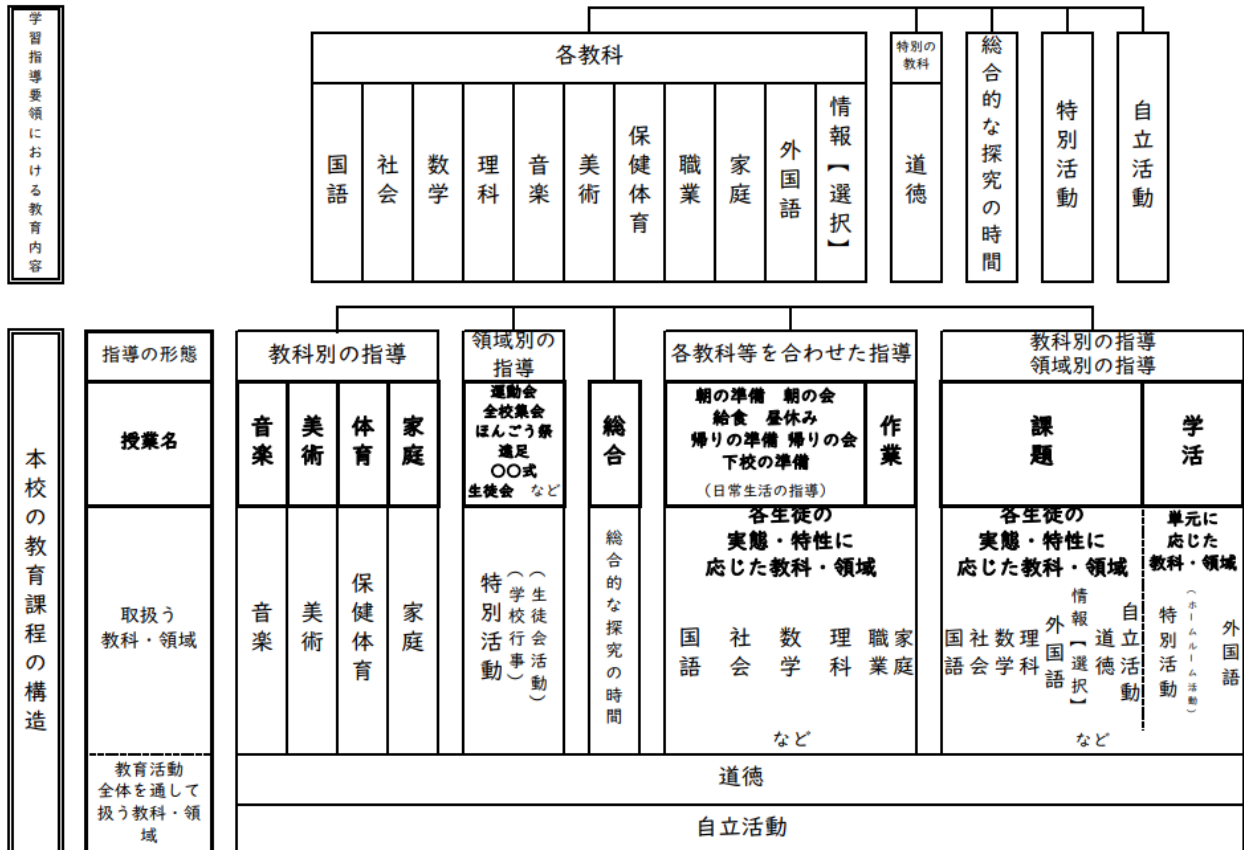 学習指導要領における教育内容
各教科
国語
社会
数学
理科
音楽
美術
保健体育
職業
家庭
外国語
情報【選択】
特別の
教科
道徳
総合的な探究の時間
特別活動
自立活動
本校の教育課程の構造
指導の形態
教科別の指導
領域別の
指導
各教科等を合わせた指導
教科別の指導
領域別の指導
授業名
音楽
美術
体育
家庭
運動会
全校集会
ほんごう祭
遠足
〇〇式
生徒会 など
総合
朝の準備 朝の会
給食 昼休み
帰りの準備 帰りの会
下校の準備
(日常生活の指導)
作業
課題
学活
取扱う
教科・領域
音楽
美術
保健体育
家庭
特別活動
(学校行事)
(生徒会活動)
総合的な探究の時間
各生徒の
実態・特性に
応じた教科・領域
国語
社会
数学
理科
職業
家庭
など
各生徒の
実態・特性に
応じた教科・領域
国語
社会
数学
理科
外国語
情報【選択】
道徳
自立活動
など
単元に
応じた
教科・領域
特別活動
(ホームルーム活動)
外国語
教育活動
全体を通して
扱う教科・領
域
道徳
自立活動